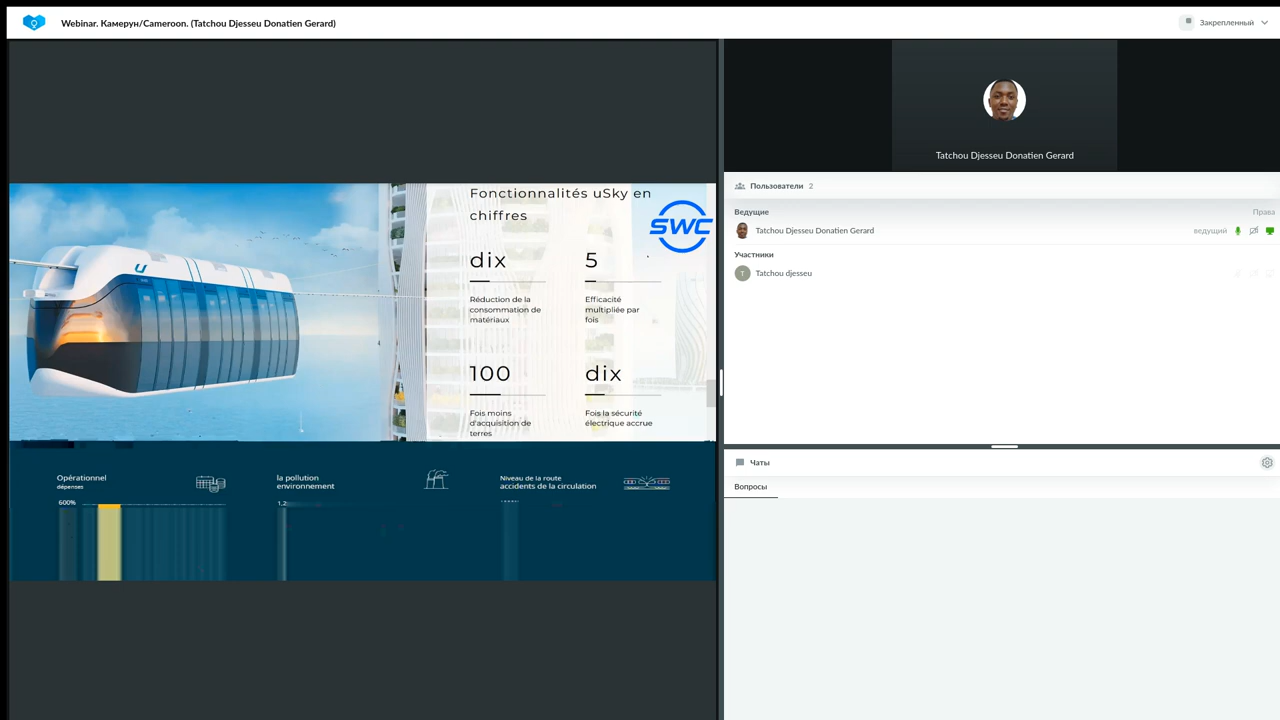 Webinar. Камерун/Cameroon. (Tatchou Djesseu Donatien Gerard)
Закрепленный
Fonctionnalités uSky en
chiffres
SWC
dix
Réduction de la
consommation de
matériaux
5
Efficacité
multipliée par
fois
100
Fois moins
d'acquisition de
terres
dix
Fois la sécurité
électrique accrue
Opérationnel
dépenses
600%
la pollution
environnement
1,2
Niveau de la route
accidents de la circulation
Tatchou Djesseu Donatien Gerard
Пользователи 2
Ведущие
Права
Tatchou Djesseu Donatien Gerard
ведущий
Участники
T
Tatchou djesseu
Чаты
Вопросы